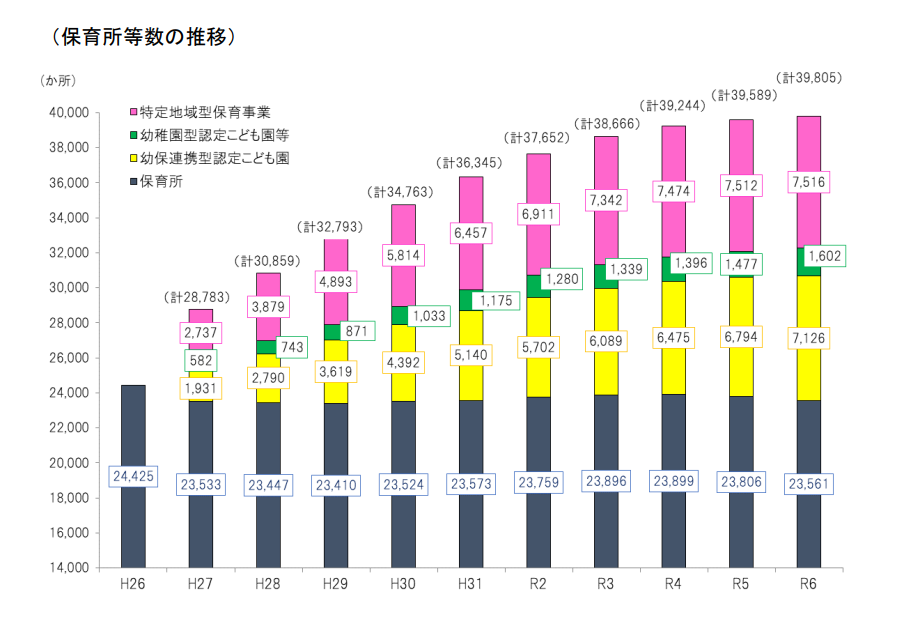 （保育所等数の推移）
（か所）
（計39,805）
（計39,589）
（計39,244）
（計38,666）
（計37,652）
（計36,345）
（計34,763）
（計32,793）
（計30,859）
（計28,783）
特定地域型保育事業
幼稚園型認定こども園等
幼保連携型認定こども園
保育所
40,000
38,000
36,000
34,000
32,000
30,000
28,000
26,000
24,000
22,000
20,000
18,000
16,000
14,000
2,737 3,879 4,893 5,814 6,457 6,911 7,342 7,474 7,512 7,516
582 743 871 1,033 1,175 1,280 1,339 1,396 1,477 1,602
1,931 2,790 3,619 4,392 5,140 5,702 6,089 6,475 6,794 7,126
24,425 23,533 23,447 23,410 23,524 23,573 23,759 23,896 23,899 23,806 23,561
H26 H27 H28 H29 H30 H31 R2 R3 R4 R5 R6